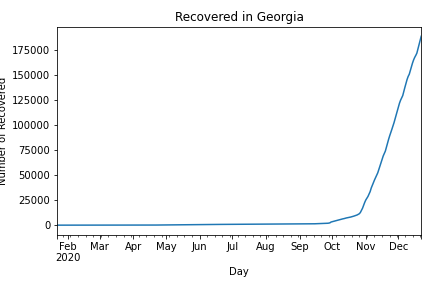 Recovered in Georgia
Number of Recovered
175000
150000
125000
100000
75000
50000
25000
0
Feb Mar Apr May Jun Jul Aug Sep Oct Nov Dec
2020
Day